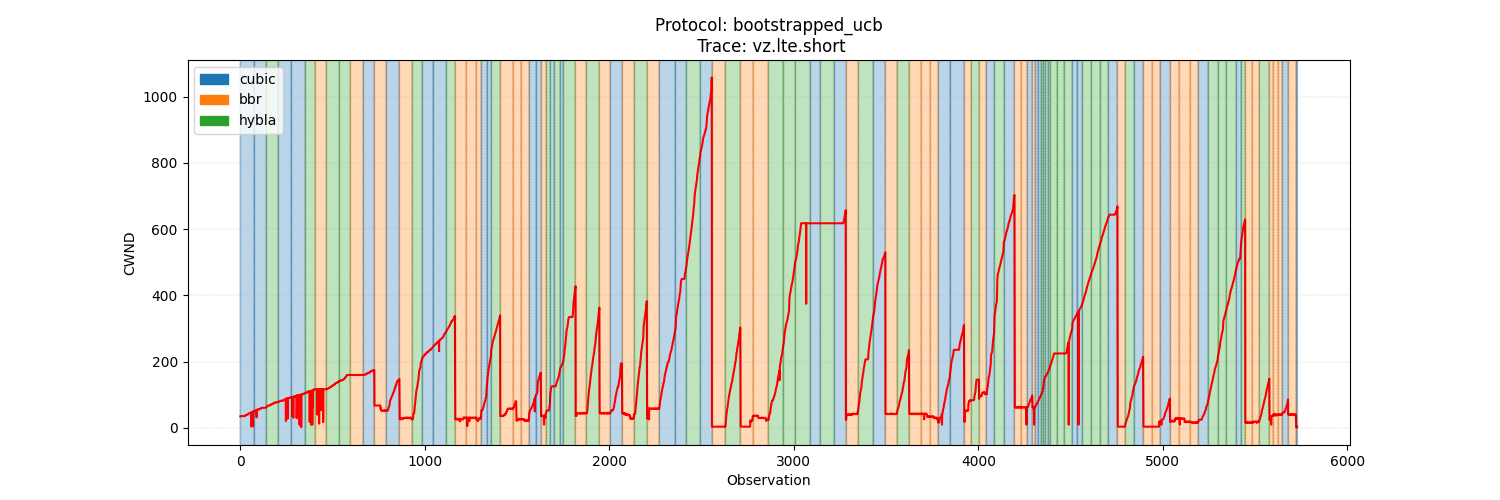 Protocol: bootstrapped_ucb
Trace: vz.lte.short
cubic
bbr
hybla
CWND
1000
800
600
400
200
0
0 1000 2000 3000 4000 5000 6000
Observation